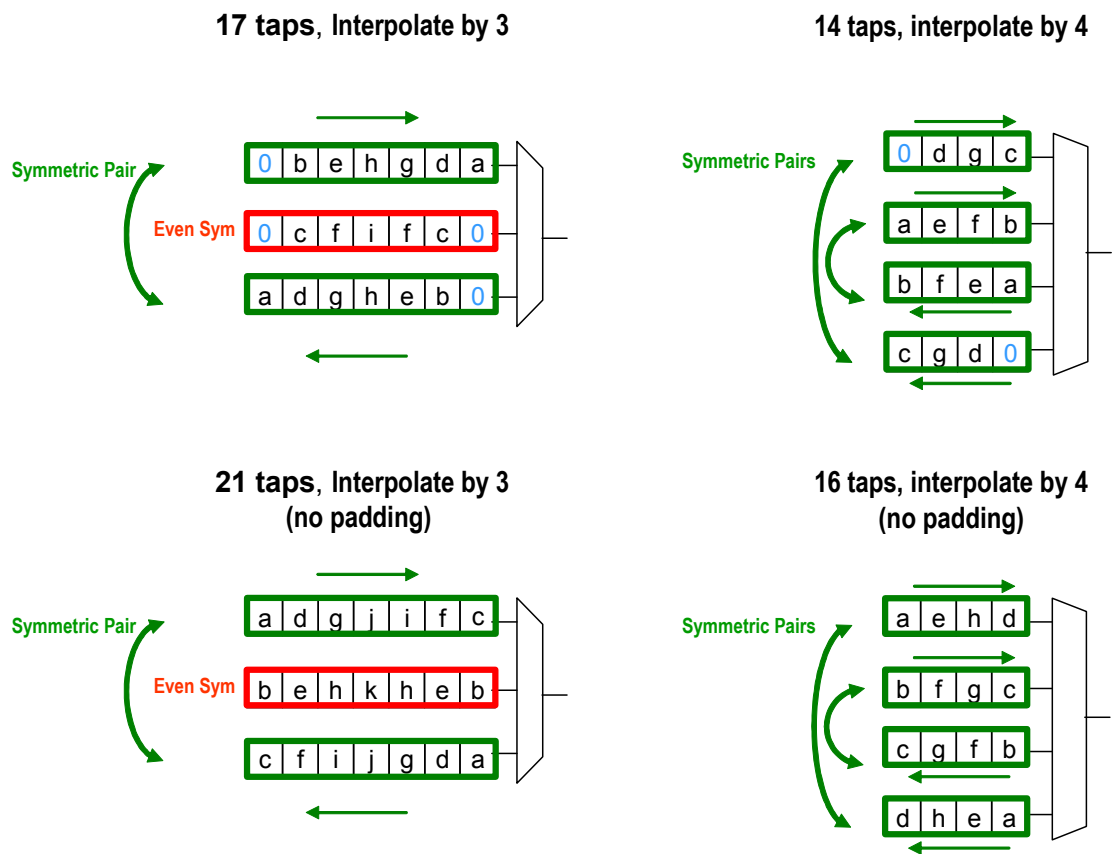 17 taps, Interpolate by 3
14 taps, interpolate by 4
Symmetric Pair
0 b e h g d a
Even Sym
0 c f i f c 0
a d g h e b 0
Symmetric Pairs
0 d g c
a e f b
b f e a
c g d 0
21 taps, Interpolate by 3
(no padding)
16 taps, interpolate by 4
(no padding)
Symmetric Pair
a d g j i f c
Even Sym
b e h k h e b
c f i j g d a
Symmetric Pairs
a e h d
b f g c
c g f b
d h e a